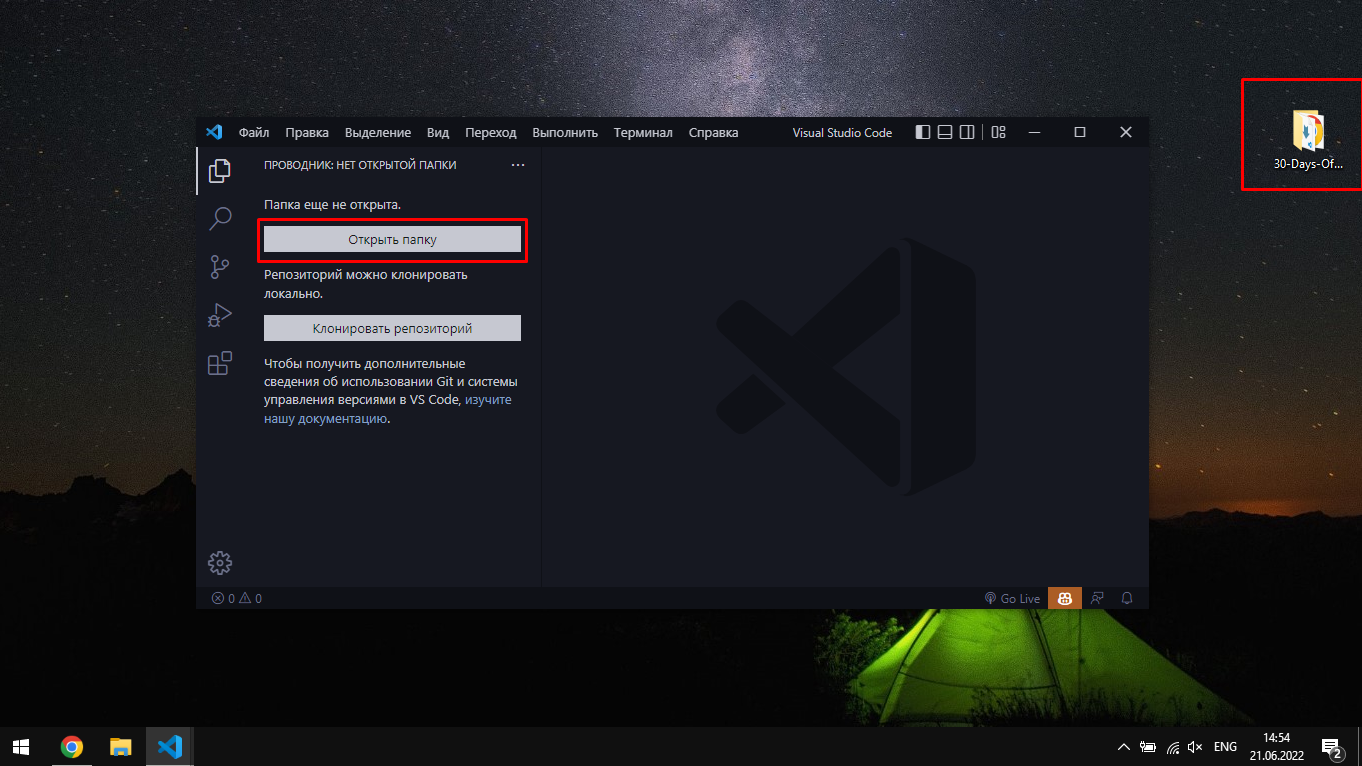 Файл Правка Выделение Вид Переход Выполнить Терминал Справка Visual Studio Code
ПРОВОДНИК: НЕТ ОТКРЫТОЙ ПАПКИ
Папка еще не открыта.
Открыть папку
Репозиторий можно клонировать
локально.
Клонировать репозиторий
Чтобы получить дополнительные
сведения об использовании Git и системы
управления версиями в VS Code, изучите
нашу документацию.
0 0 Go Live
30-Days-Of...
ENG
14:54
21.06.2022
2